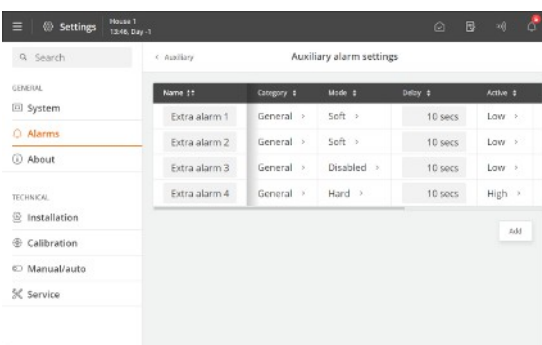 Settings
House 1
13:46, Day -1
Search
GENERAL
System
Alarms
About
TECHNICAL
Installation
Calibration
Manual/auto
Service
Auxiliary
Auxiliary alarm settings
Name Category Mode Delay Active
Extra alarm 1 General Soft 10 secs Low
Extra alarm 2 General Soft 10 secs Low
Extra alarm 3 General Disabled 10 secs Low
Extra alarm 4 General Hard 10 secs High
Add